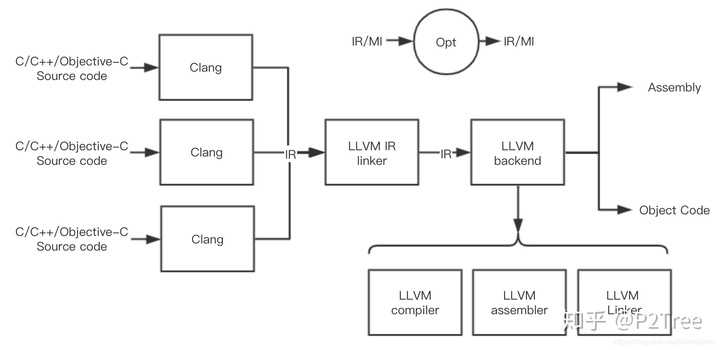 IR/MI
Opt
IR/MI
C/C++/Objective-C
Source code
Clang
Assembly
C/C++/Objective-C
Source code
Clang
IR
LLVM IR
linker
IR
LLVM
backend
C/C++/Objective-C
Source code
Clang
Object Code
LLVM
compiler
LLVM
assembler
LLVM
Linker
知乎 @P2Tree